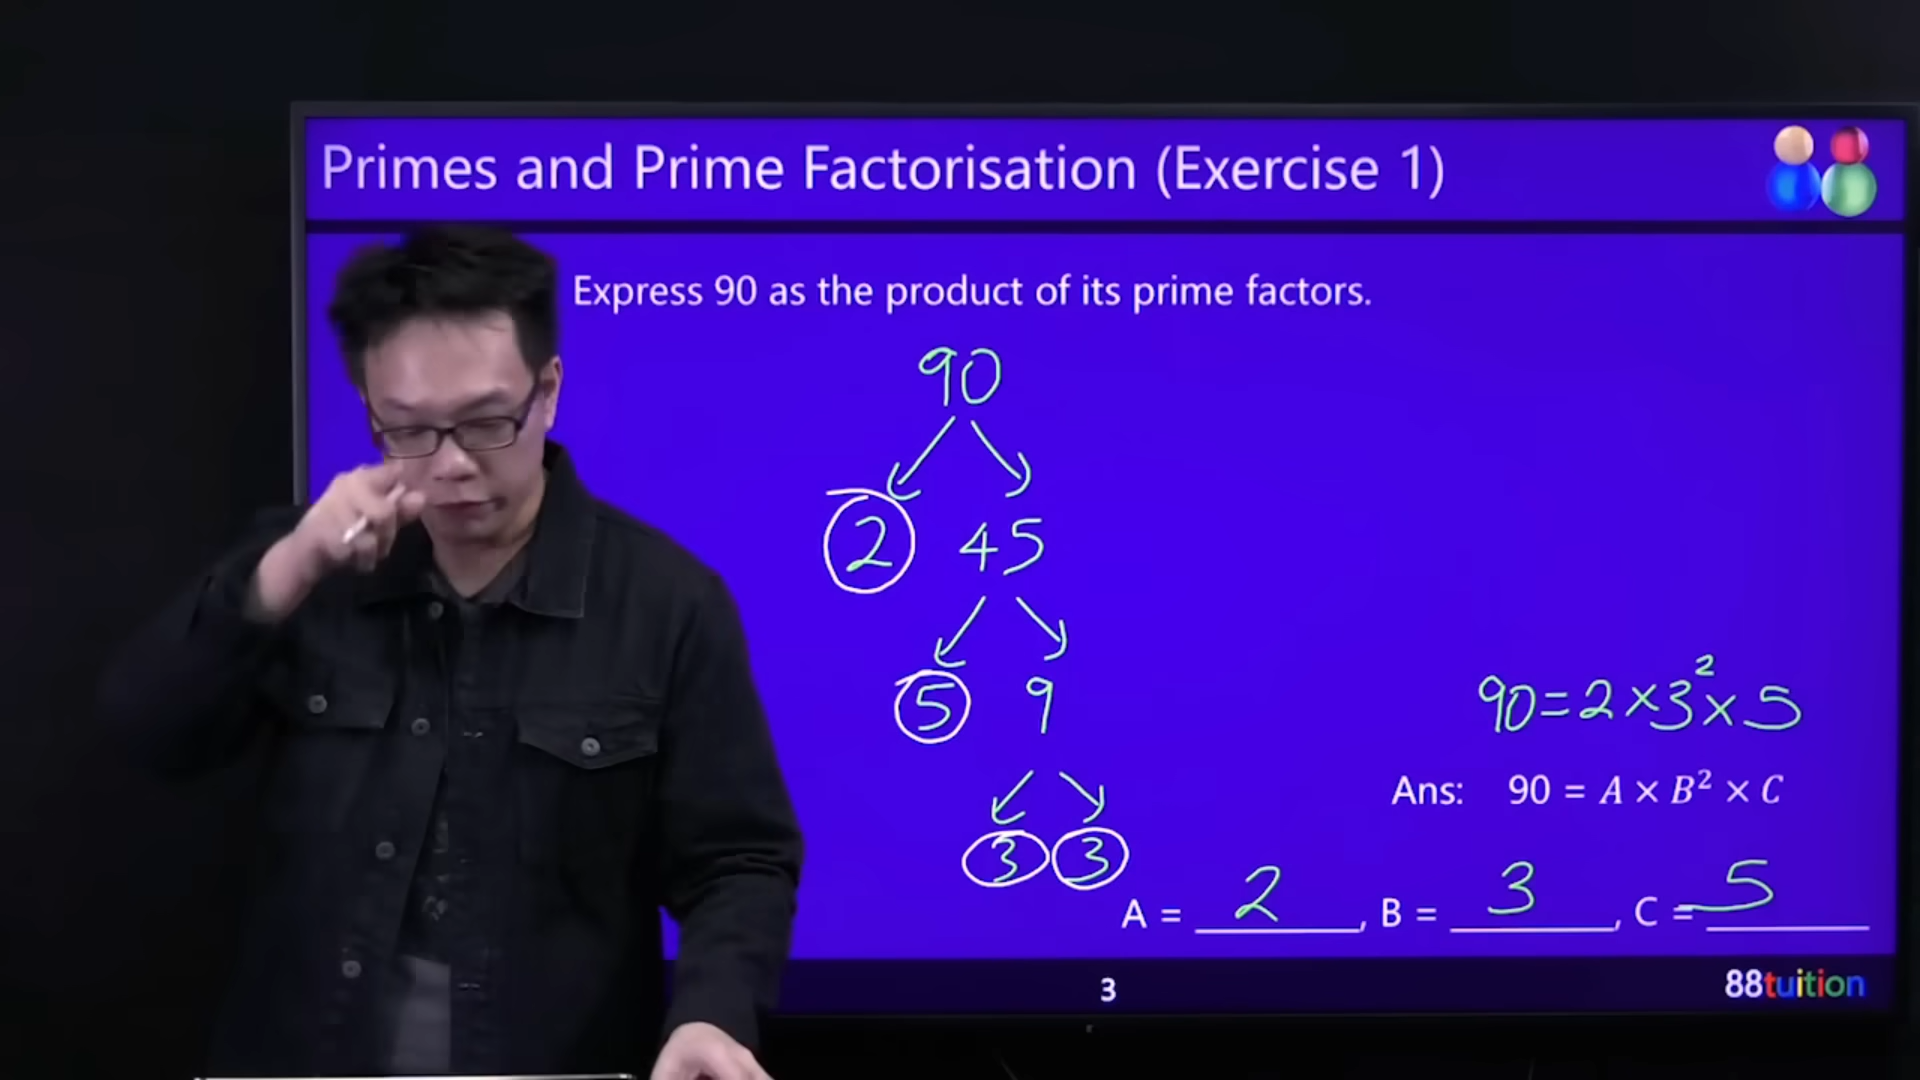 Primes and Prime Factorisation (Exercise 1)
Express 90 as the product of its prime factors.
90
2 45
5 9
3 3
90=2×3²×5
Ans: 90 = A × B² × C
A = 2, B = 3, C = 5
3
88tuition